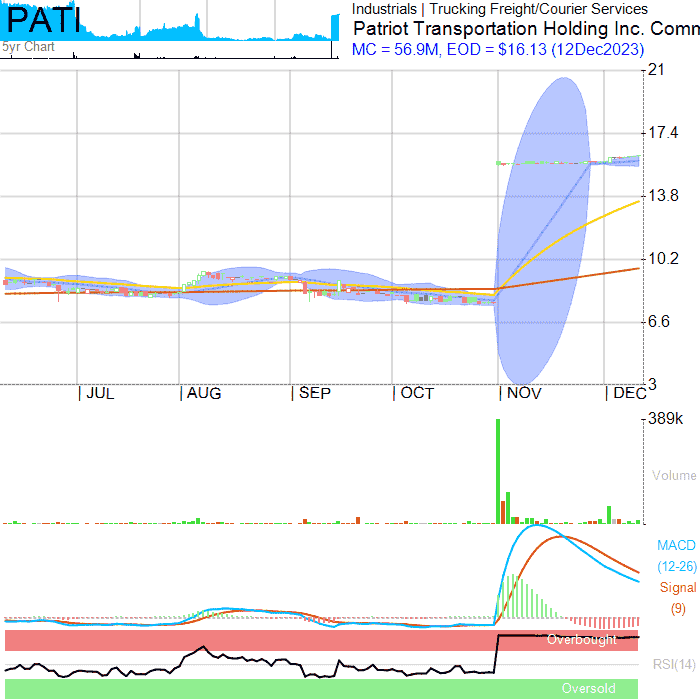 PATI
5yr Chart
Industrials | Trucking Freight/Courier Services
Patriot Transportation Holding Inc. Comm
MC = 56.9M, EOD = $16.13 (12Dec2023)
21
17.4
13.8
10.2
6.6
3
| JUL | AUG | SEP | OCT | NOV | DEC
389k
Volume
MACD
(12-26)
Signal
(9)
Overbought
RSI(14)
Oversold